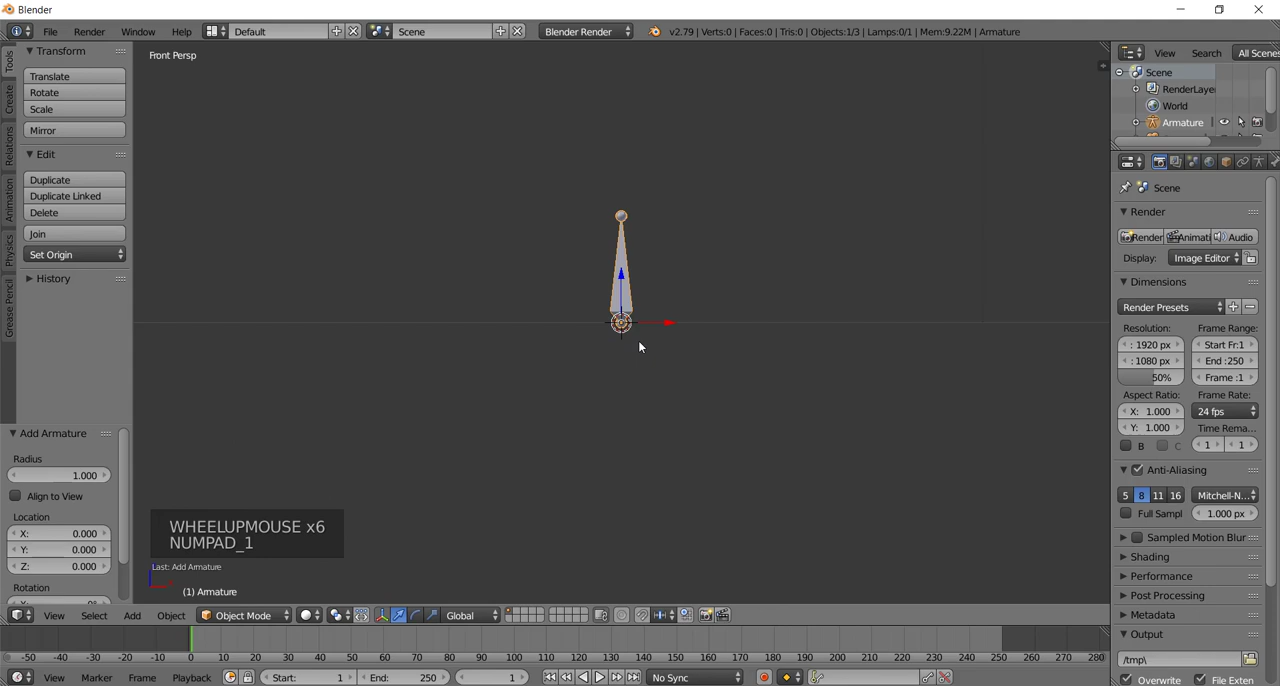 Blender
File Render Window Help Default Scene Blender Render v2.79 | Verts:0 | Faces:0 | Tris:0 | Objects:1/3 | Lamps:0/1 | Mem:9.22M | Armature
Transform
Translate
Rotate
Scale
Mirror
Edit
Duplicate
Duplicate Linked
Delete
Join
Set Origin
History
Tools
Create
Relations
Animation
Physics
Grease Pencil
Add Armature
Radius
1.000
Align to View
Location
X: 0.000
Y: 0.000
Z: 0.000
Rotation
Front Persp
WHEELUPMOUSE x6
NUMPAD_1
Last: Add Armature
(1) Armature
View Select Add Object Object Mode Global
-50 -40 -30 -20 -10 0 10 20 30 40 50 60 70 80 90 100 110 120 130 140 150 160 170 180 190 200 210 220 230 240 250 260 270 280
View Marker Frame Playback Start: 1 End: 250 1 No Sync
View Search All Scenes
Scene
RenderLaye
World
Armature
Scene
Render
Render Animati Audio
Display: Image Editor
Dimensions
Render Presets
Resolution: Frame Range:
: 1920 px Start Fr:1
: 1080 px End :250
50% Frame :1
Aspect Ratio: Frame Rate:
X: 1.000 24 fps
Y: 1.000 Time Rema...
B C 1 1
Anti-Aliasing
5 8 11 16 Mitchell-N...
Full Sampl 1.000 px
Sampled Motion Blur
Shading
Performance
Post Processing
Metadata
Output
/tmp\
Overwrite File Exten